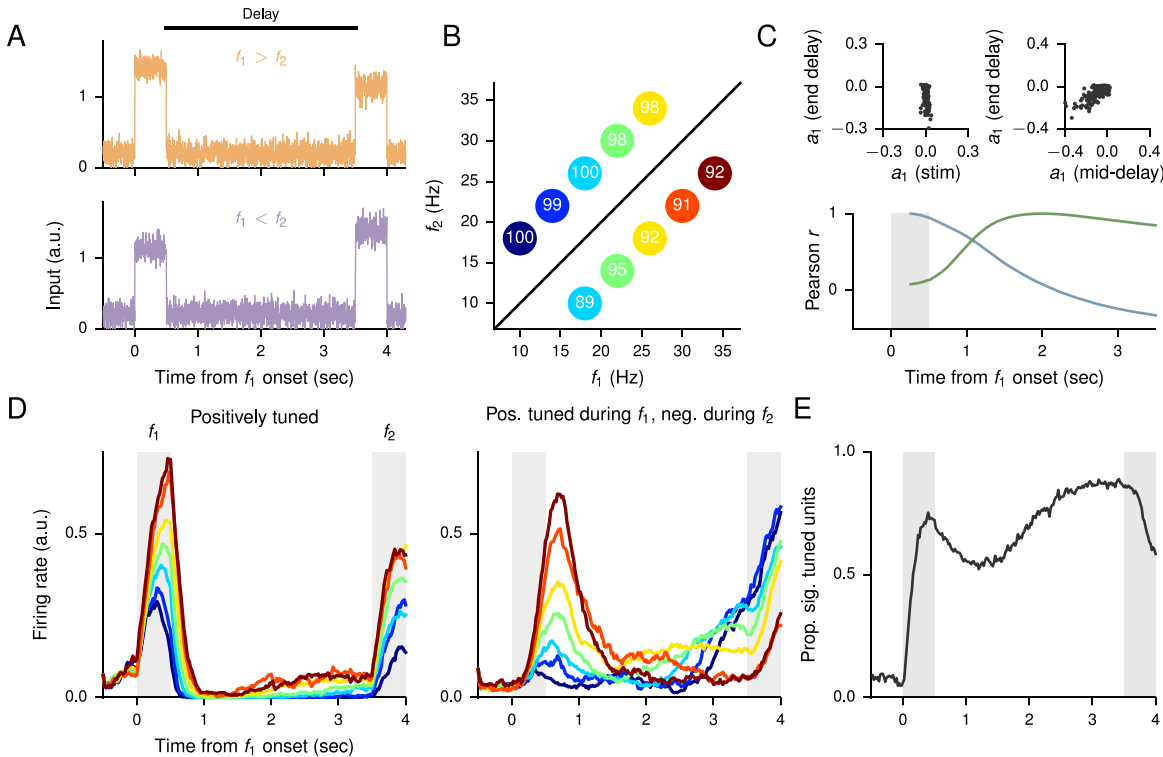 A
Delay
f1 > f2
1
0
f1 < f2
1
0
Input (a.u.)
0 1 2 3 4
Time from f1 onset (sec)
B
35
30
25
20
15
10
f2 (Hz)
98
98
100
99
100
92
91
92
95
89
10 15 20 25 30 35
f1 (Hz)
C
0.3
0.0
−0.3
a1 (end delay)
−0.3 0.0 0.3
a1 (stim)
0.4
0.0
−0.4
a1 (end delay)
−0.4 0.0 0.4
a1 (mid-delay)
1
0
Pearson r
0 1 2 3
Time from f1 onset (sec)
D
Positively tuned
f1
f2
0.5
0.0
Firing rate (a.u.)
0 1 2 3 4
Time from f1 onset (sec)
Pos. tuned during f1, neg. during f2
0.5
0.0
0 1 2 3 4
E
1.0
0.5
0.0
Prop. sig. tuned units
0 1 3 4